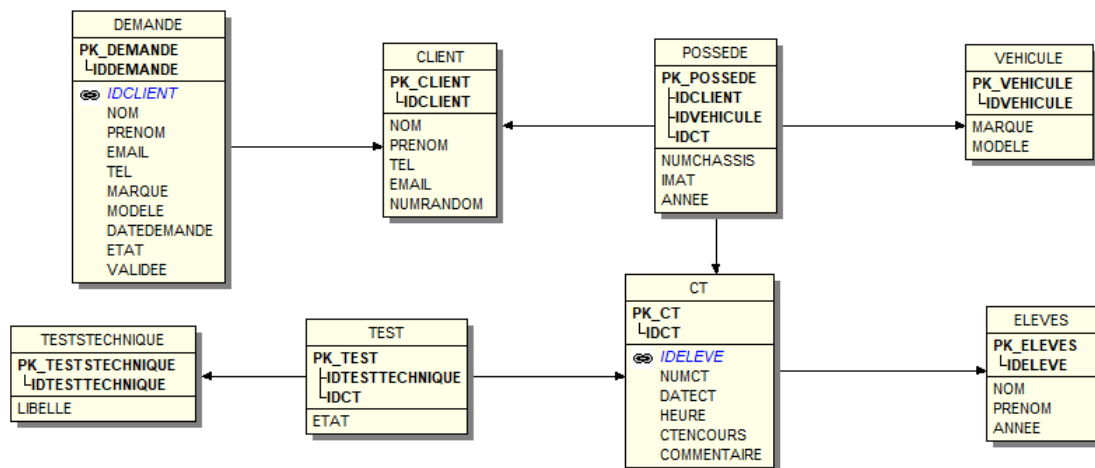 DEMANDE
PK_DEMANDE
IDDEMANDE
IDCLIENT
NOM
PRENOM
EMAIL
TEL
MARQUE
MODELE
DATEDEMANDE
ETAT
VALIDEE
CLIENT
PK_CLIENT
IDCLIENT
NOM
PRENOM
TEL
EMAIL
NUMRANDOM
POSSEDE
PK_POSSEDE
IDCLIENT
IDVEHICULE
IDCT
NUMCHASSIS
IMAT
ANNEE
VEHICULE
PK_VEHICULE
IDVEHICULE
MARQUE
MODELE
TESTSTECHNIQUE
PK_TESTSTECHNIQUE
IDTESTTECHNIQUE
LIBELLE
TEST
PK_TEST
IDTESTTECHNIQUE
IDCT
ETAT
CT
PK_CT
IDCT
IDELEVE
NUMCT
DATECT
HEURE
CTENCOURS
COMMENTAIRE
ELEVES
PK_ELEVES
IDELEVE
NOM
PRENOM
ANNEE